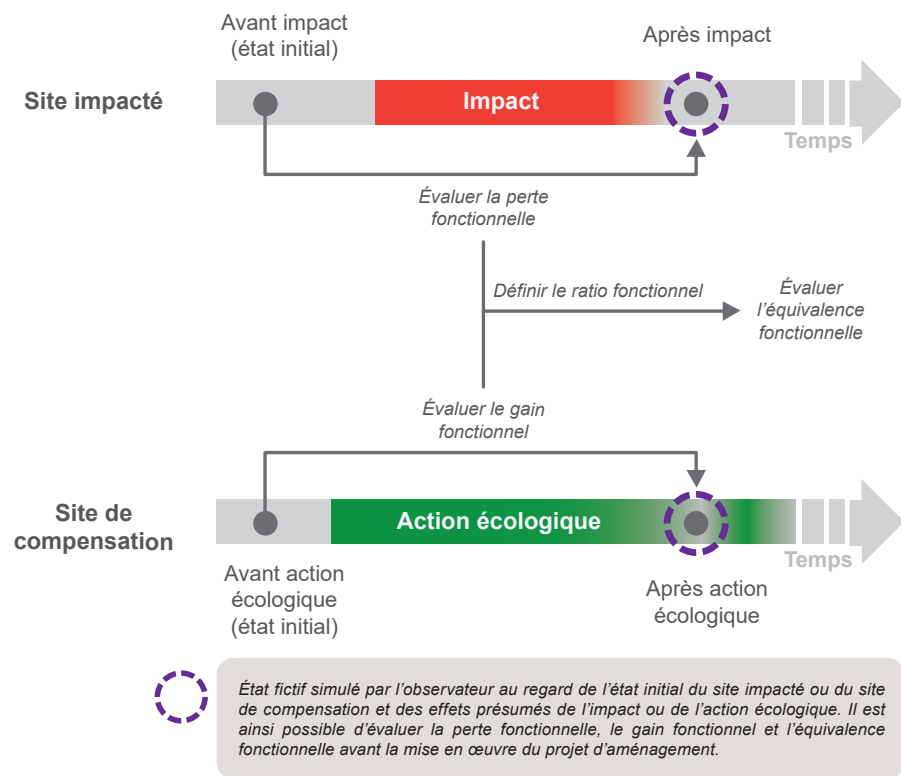 Avant impact
(état initial)
Après impact
Site impacté
Impact
Temps
Évaluer la perte
fonctionnelle
Définir le ratio fonctionnel
Évaluer
l’équivalence
fonctionnelle
Évaluer le gain
fonctionnel
Site de
compensation
Action écologique
Temps
Avant action
écologique
(état initial)
Après action
écologique
État fictif simulé par l’observateur au regard de l’état initial du site impacté ou du site
de compensation et des effets présumés de l’impact ou de l’action écologique. Il est
ainsi possible d’évaluer la perte fonctionnelle, le gain fonctionnel et l’équivalence
fonctionnelle avant la mise en œuvre du projet d’aménagement.